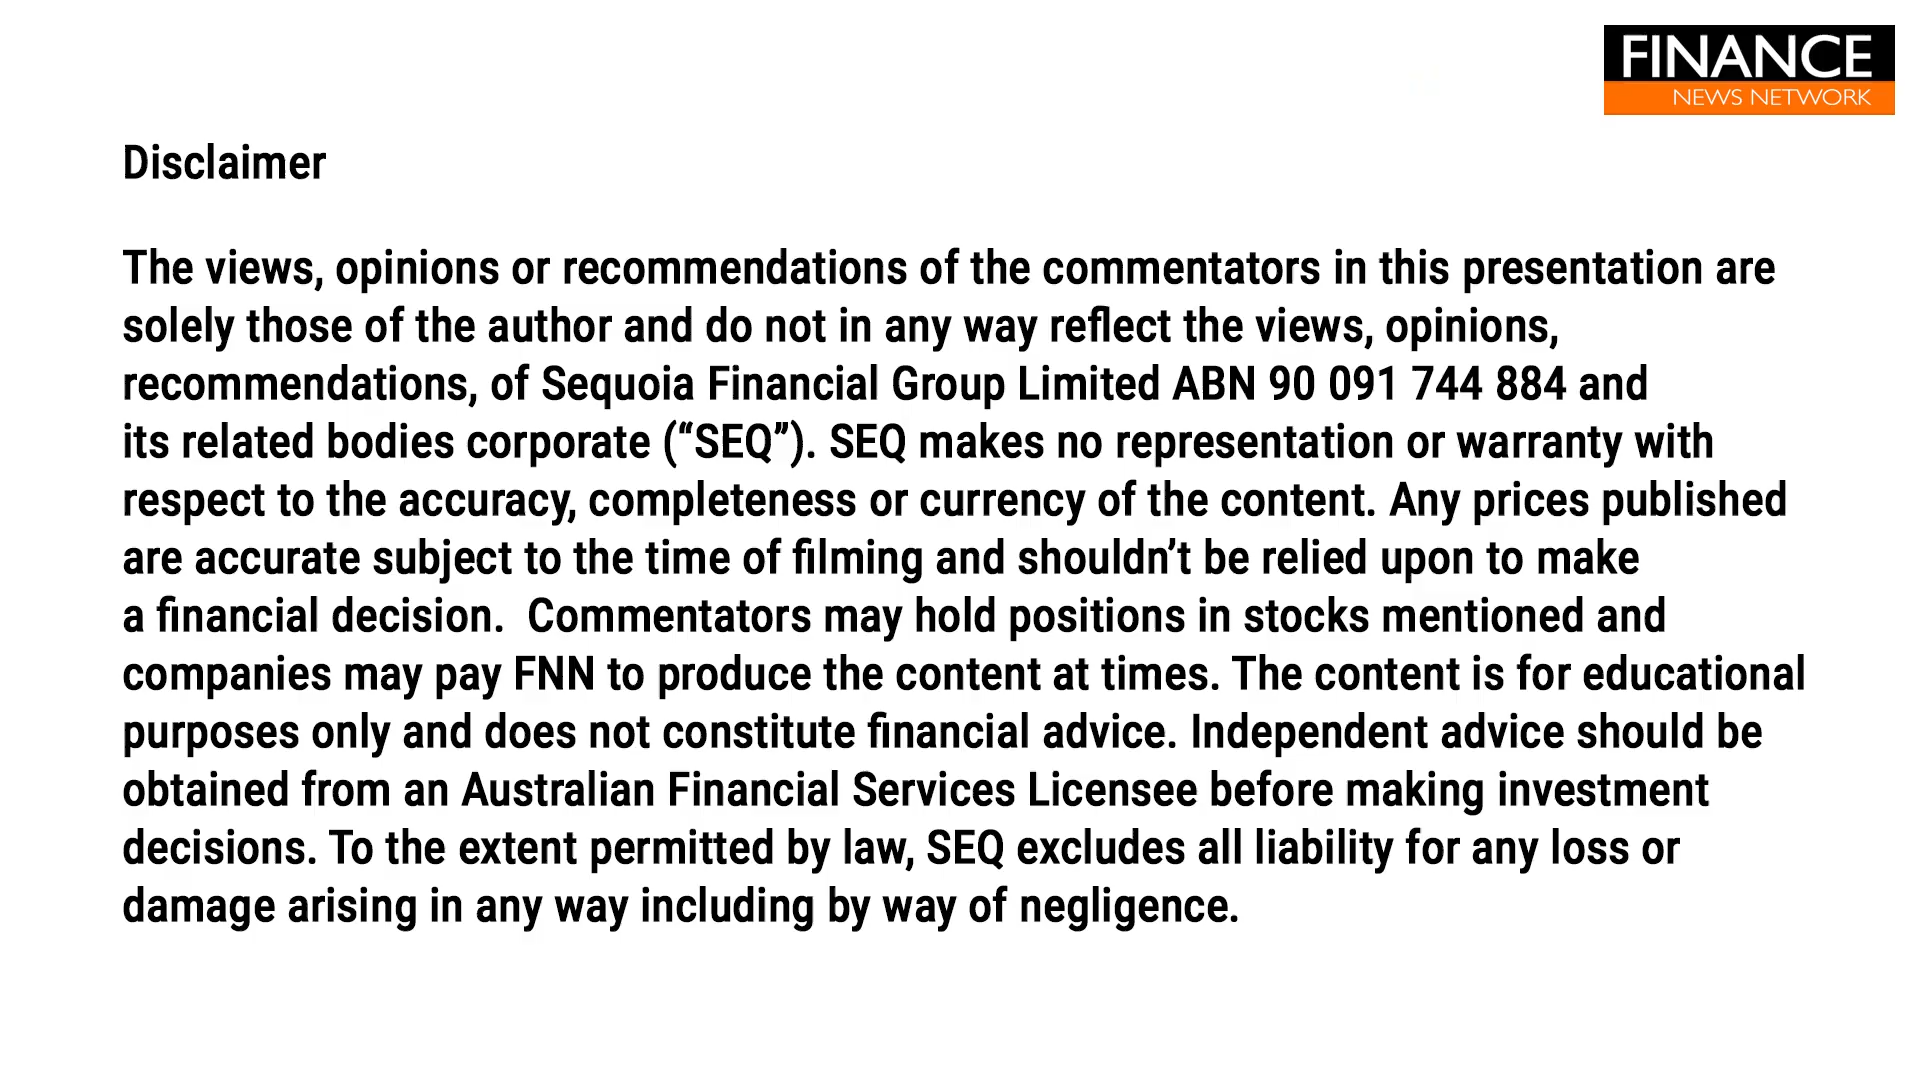 FINANCE
NEWS NETWORK
Disclaimer
The views, opinions or recommendations of the commentators in this presentation are
solely those of the author and do not in any way reflect the views, opinions,
recommendations, of Sequoia Financial Group Limited ABN 90 091 744 884 and
its related bodies corporate (“SEQ”). SEQ makes no representation or warranty with
respect to the accuracy, completeness or currency of the content. Any prices published
are accurate subject to the time of filming and shouldn’t be relied upon to make
a financial decision.  Commentators may hold positions in stocks mentioned and
companies may pay FNN to produce the content at times. The content is for educational
purposes only and does not constitute financial advice. Independent advice should be
obtained from an Australian Financial Services Licensee before making investment
decisions. To the extent permitted by law, SEQ excludes all liability for any loss or
damage arising in any way including by way of negligence.